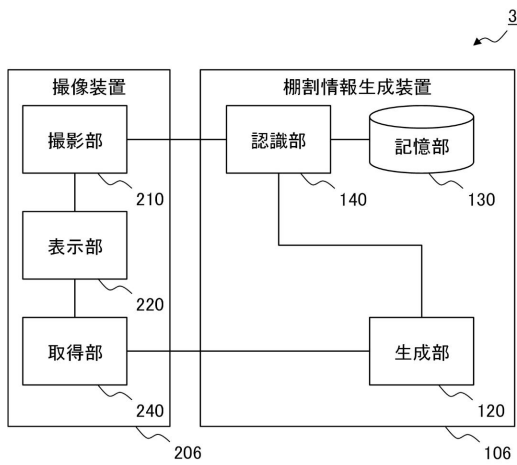 3
撮像装置
棚割情報生成装置
撮影部
認識部
記憶部
210
140
130
表示部
220
取得部
生成部
240
120
206
106